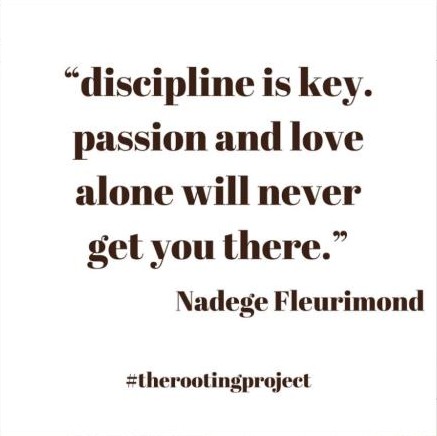 “discipline is key.
passion and love
alone will never
get you there.”
Nadege Fleurimond
#therootingproject